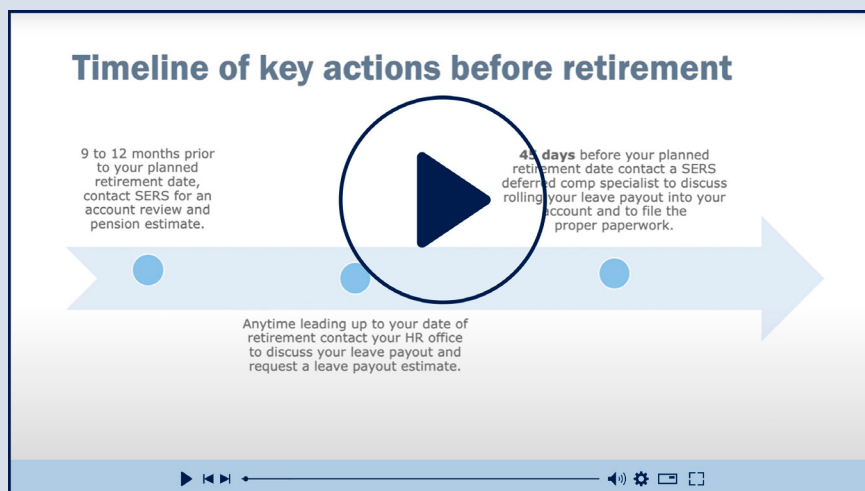 Timeline of key actions before retirement
9 to 12 months prior
to your planned
retirement date,
contact SERS for an
account review and
pension estimate.
Anytime leading up to your date of
retirement contact your HR office
to discuss your leave payout and
request a leave payout estimate.
45 days before your planned
retirement date contact a SERS
deferred comp specialist to discuss
rolling your leave payout into your
account and to file the
proper paperwork.